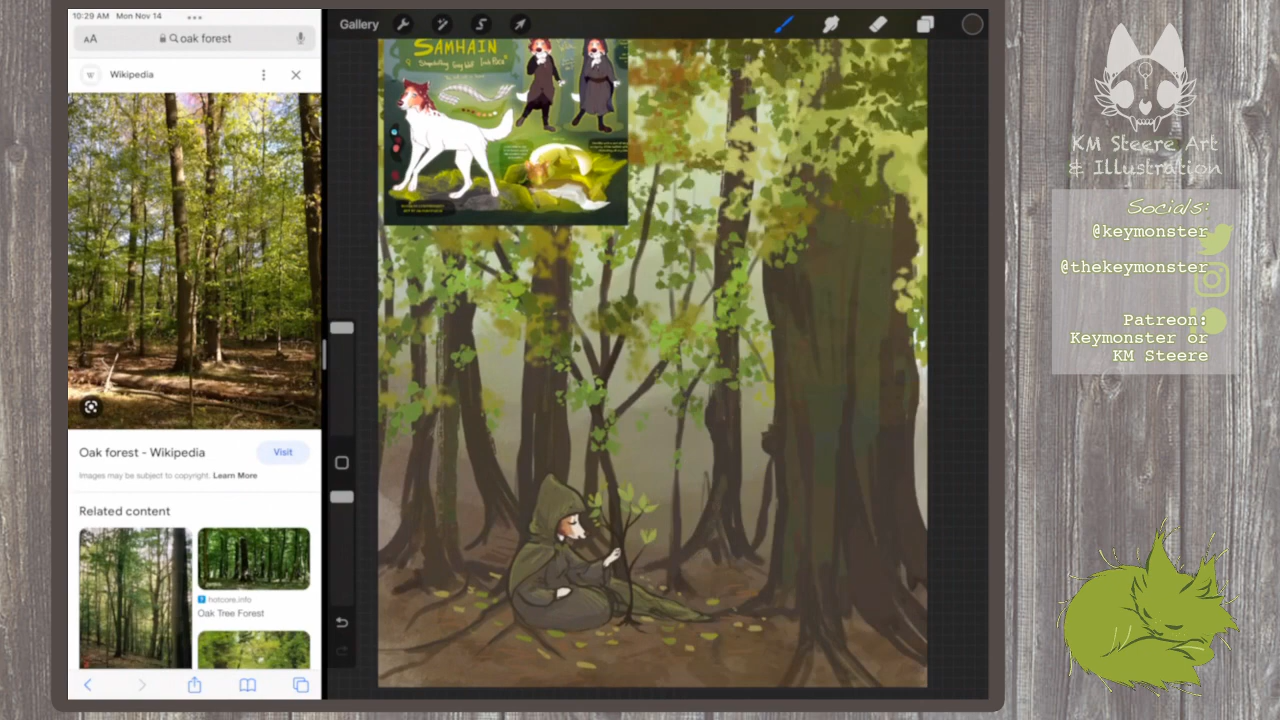 10:29 AM Mon Nov 14
AA
oak forest
W
Wikipedia
Oak forest - Wikipedia
Visit
Images may be subject to copyright. Learn More
Related content
hotcore.info
Oak Tree Forest
Gallery
SAMHAIN
KM Steere Art
& Illustration
Socials:
@keymonster
@thekeymonster
Patreon:
Keymonster or
KM Steere